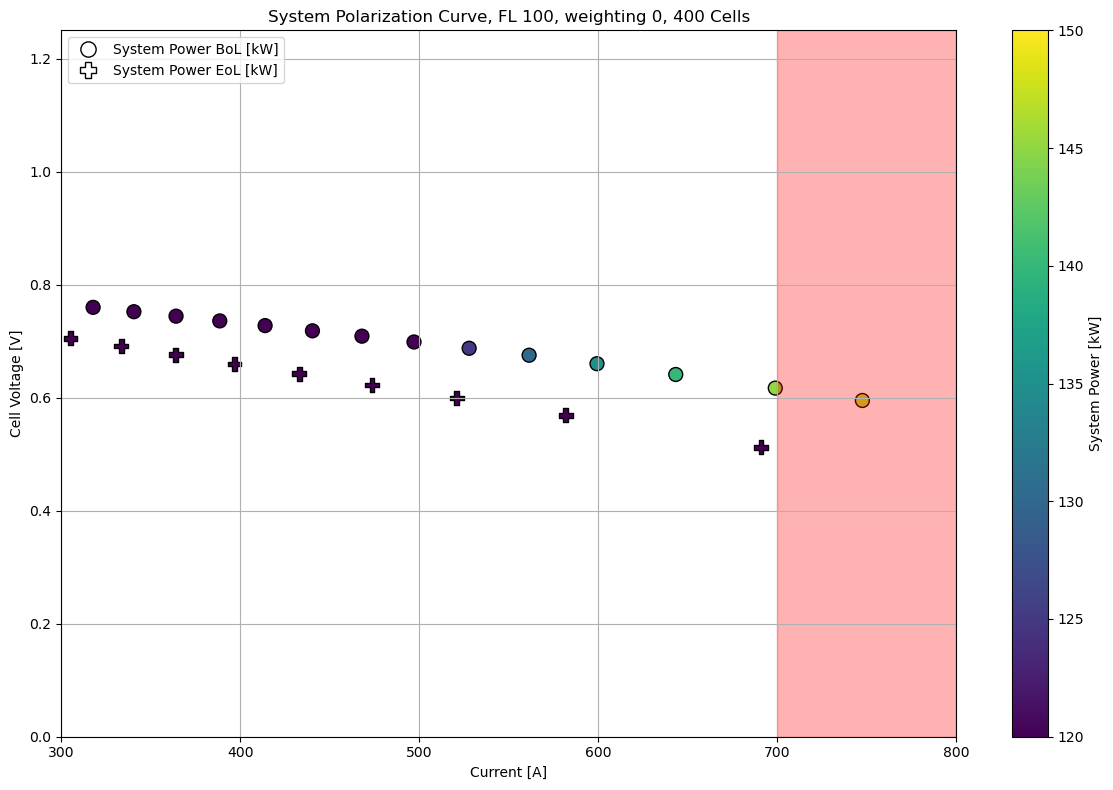 System Polarization Curve, FL 100, weighting 0, 400 Cells
System Power BoL [kW]
System Power EoL [kW]
Cell Voltage [V]
1.2
1.0
0.8
0.6
0.4
0.2
0.0
300 400 500 600 700 800
Current [A]
150
145
140
135
130
125
120
System Power [kW]